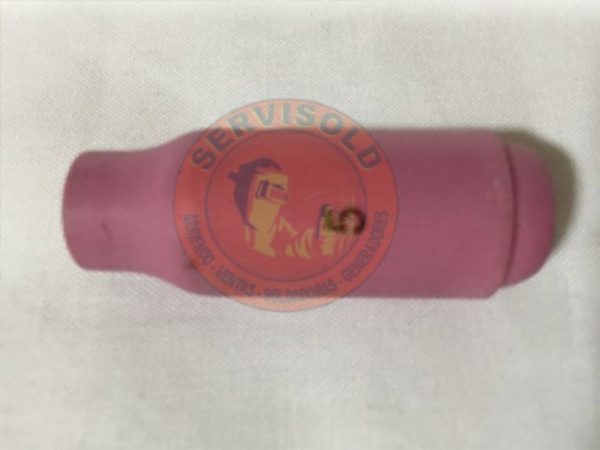 SERVISOLD
ARRIENDO - VENTAS - SOLDADORAS - GENERADORES
5